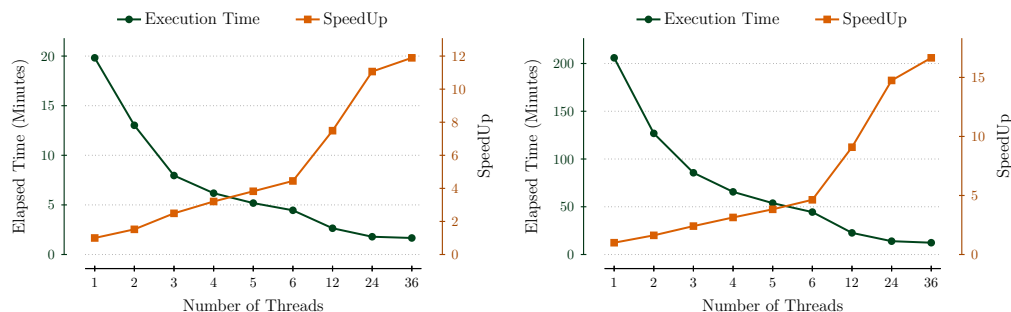 Execution Time SpeedUp
Elapsed Time (Minutes)
20
15
10
5
0
12
10
8
6
4
2
0
SpeedUp
1 2 3 4 5 6 12 24 36
Number of Threads
Execution Time SpeedUp
Elapsed Time (Minutes)
200
150
100
50
0
15
10
5
0
SpeedUp
1 2 3 4 5 6 12 24 36
Number of Threads